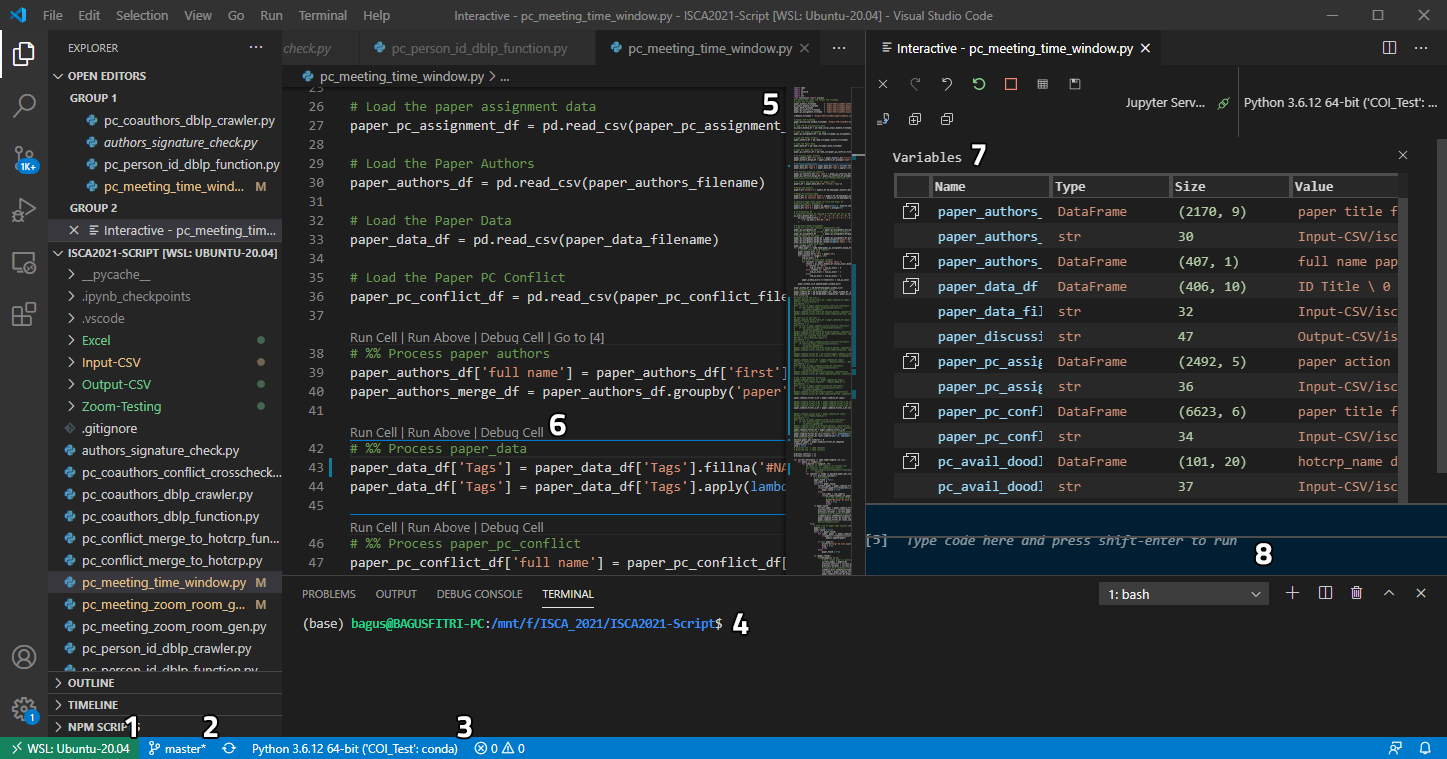 File Edit Selection View Go Run Terminal Help Interactive - pc_meeting_time_window.py - ISCA2021-Script [WSL: Ubuntu-20.04] - Visual Studio Code
EXPLORER
OPEN EDITORS
GROUP 1
pc_coauthors_dblp_crawler.py
authors_signature_check.py
pc_person_id_dblp_function.py
pc_meeting_time_wind... M
GROUP 2
Interactive - pc_meeting_tim...
ISCA2021-SCRIPT [WSL: UBUNTU-20.04]
__pycache__
.ipynb_checkpoints
.vscode
Excel
Input-CSV
Output-CSV
Zoom-Testing
.gitignore
authors_signature_check.py
pc_coauthors_conflict_crosscheck...
pc_coauthors_dblp_crawler.py
pc_coauthors_dblp_function.py
pc_conflict_merge_to_hotcrp_fun...
pc_conflict_merge_to_hotcrp.py
pc_meeting_time_window.py M
pc_meeting_zoom_room_g... M
pc_meeting_zoom_room_gen.py
pc_person_id_dblp_crawler.py
pc_person_id_dblp_function.py
OUTLINE
TIMELINE
NPM SCRIPTS
1K+
1
check.py pc_person_id_dblp_function.py pc_meeting_time_window.py
pc_meeting_time_window.py > ...
5
25
26 # Load the paper assignment data
27 paper_pc_assignment_df = pd.read_csv(paper_pc_assignment_
28
29 # Load the Paper Authors
30 paper_authors_df = pd.read_csv(paper_authors_filename)
31
32 # Load the Paper Data
33 paper_data_df = pd.read_csv(paper_data_filename)
34
35 # Load the Paper PC Conflict
36 paper_pc_conflict_df = pd.read_csv(paper_pc_conflict_file
37
Run Cell | Run Above | Debug Cell | Go to [4]
38 # %% Process paper authors
39 paper_authors_df['full name'] = paper_authors_df['first']
40 paper_authors_merge_df = paper_authors_df.groupby('paper'
41
Run Cell | Run Above | Debug Cell 6
42 # %% Process paper_data
43 paper_data_df['Tags'] = paper_data_df['Tags'].fillna('#NA
44 paper_data_df['Tags'] = paper_data_df['Tags'].apply(lambd
45
Run Cell | Run Above | Debug Cell
46 # %% Process paper_pc_conflict
47 paper_pc_conflict_df['full name'] = paper_pc_conflict_df[
Interactive - pc_meeting_time_window.py
Jupyter Serv... Python 3.6.12 64-bit ('COI_Test': ...
Variables 7
Name Type Size Value
paper_authors_ DataFrame (2170, 9) paper title f
paper_authors_ str 30 Input-CSV/isc
paper_authors_ DataFrame (407, 1) full name pap
paper_data_df DataFrame (406, 10) ID Title \ 0
paper_data_fil str 32 Input-CSV/isc
paper_discussi str 47 Output-CSV/is
paper_pc_assig DataFrame (2492, 5) paper action
paper_pc_assig str 36 Input-CSV/isc
paper_pc_confl DataFrame (6623, 6) paper title f
paper_pc_confl str 34 Input-CSV/isc
pc_avail_doodl DataFrame (101, 20) hotcrp_name d
pc_avail_doodl str 37 Input-CSV/isc
Type code here and press shift-enter to run
8
PROBLEMS OUTPUT DEBUG CONSOLE TERMINAL 1: bash
(base) bagus@BAGUSFITRI-PC:/mnt/f/ISCA_2021/ISCA2021-Script$ 4
1 2 3
WSL: Ubuntu-20.04 master* Python 3.6.12 64-bit ('COI_Test': conda) 0 0